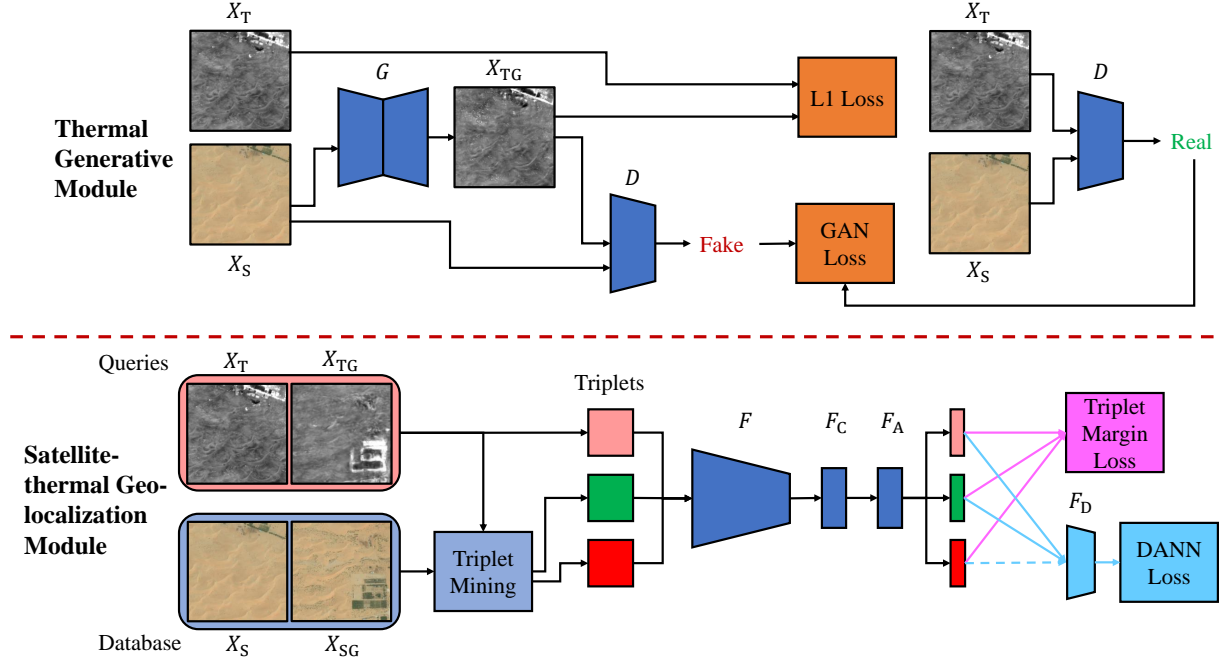 X_T
X_T
G
X_TG
D
L1 Loss
Thermal
Generative
Module
Real
D
GAN
Loss
Fake
X_S
X_S
Queries
X_T
X_TG
Triplets
F
F_C
F_A
Triplet
Margin
Loss
Satellite-
thermal Geo-
localization
Module
F_D
Triplet
Mining
DANN
Loss
Database
X_S
X_SG